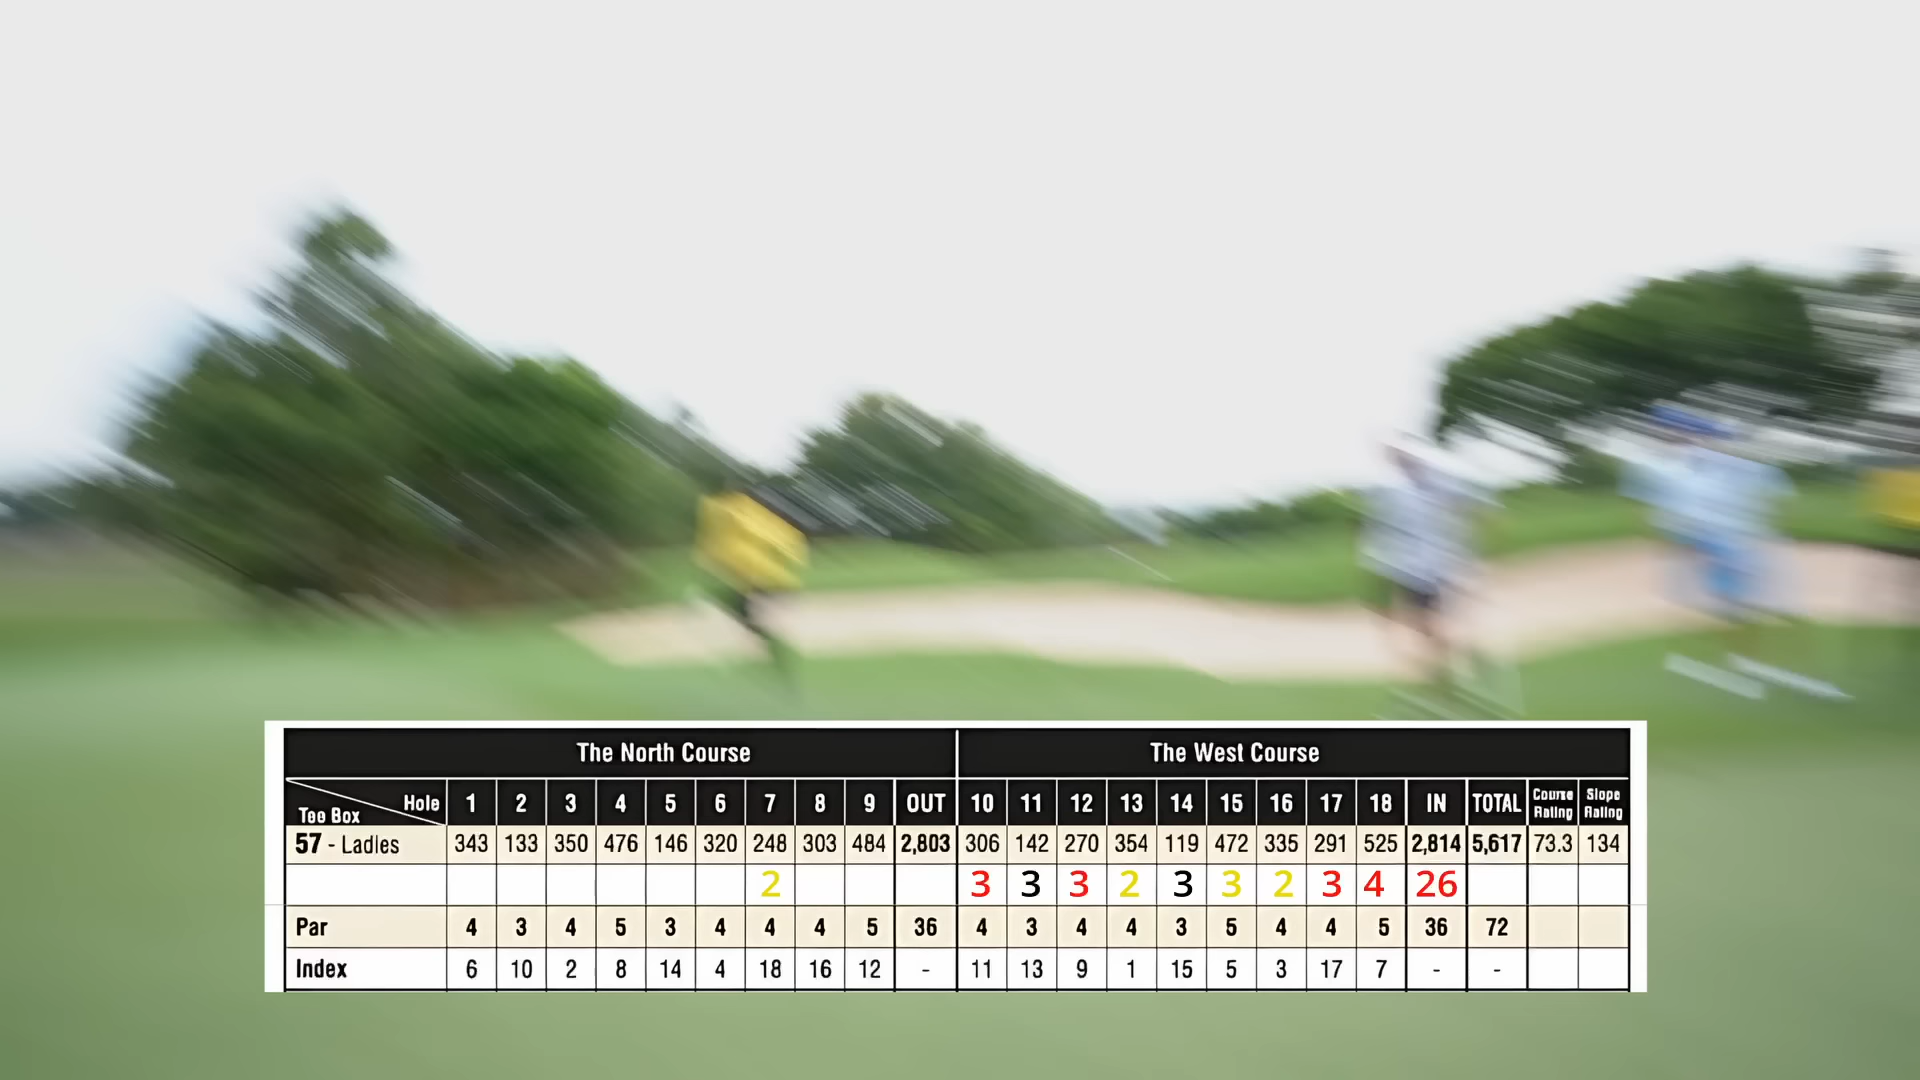 The North Course The West Course
Hole 1 2 3 4 5 6 7 8 9 OUT 10 11 12 13 14 15 16 17 18 IN TOTAL Course Rating Slope Rating
Tee Box
57 - Ladies 343 133 350 476 146 320 248 303 484 2,803 306 142 270 354 119 472 335 291 525 2,814 5,617 73.3 134
2 3 3 3 2 3 3 2 3 4 26
Par 4 3 4 5 3 4 4 4 5 36 4 3 4 4 3 5 4 4 5 36 72
Index 6 10 2 8 14 4 18 16 12 - 11 13 9 1 15 5 3 17 7 - -